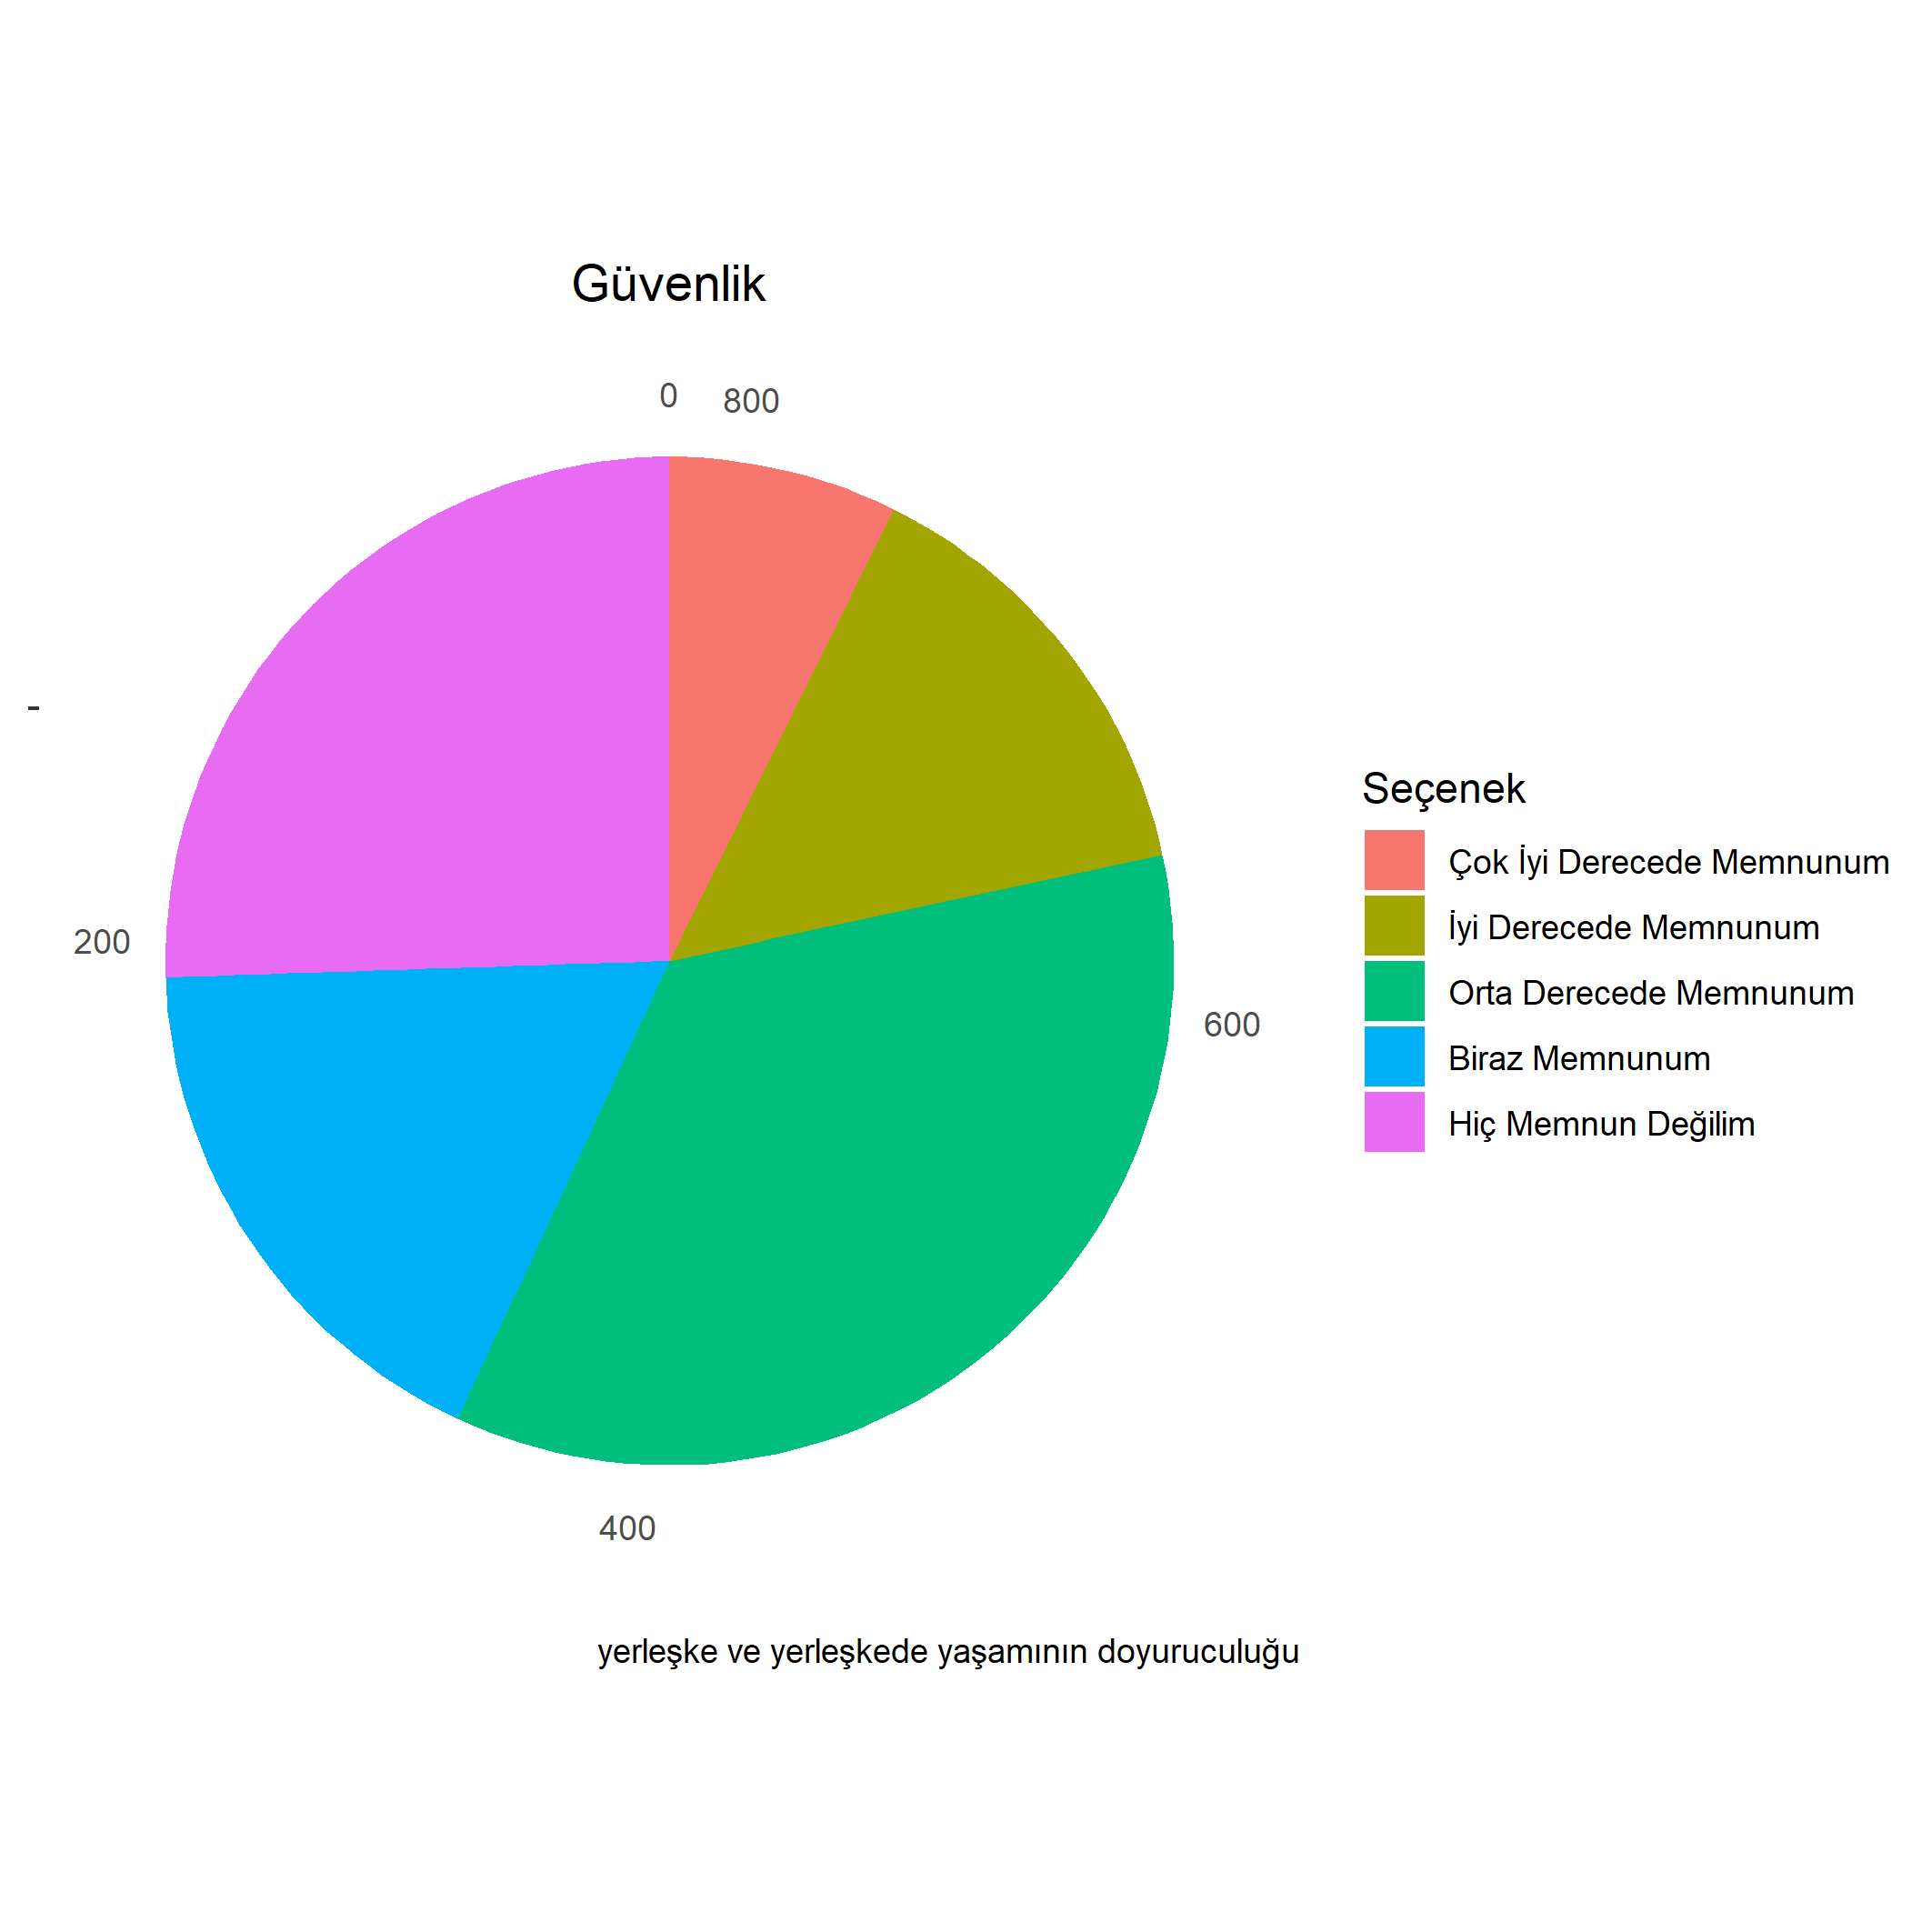 Güvenlik
0
800
-
200
600
400
Seçenek
Çok İyi Derecede Memnunum
İyi Derecede Memnunum
Orta Derecede Memnunum
Biraz Memnunum
Hiç Memnun Değilim
yerleşke ve yerleşkede yaşamının doyuruculuğu